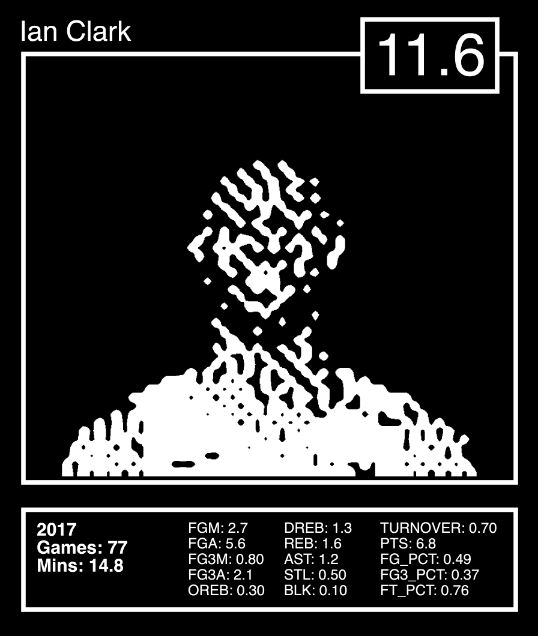 Ian Clark
11.6
2017
Games: 77
Mins: 14.8
FGM: 2.7
FGA: 5.6
FG3M: 0.80
FG3A: 2.1
OREB: 0.30
DREB: 1.3
REB: 1.6
AST: 1.2
STL: 0.50
BLK: 0.10
TURNOVER: 0.70
PTS: 6.8
FG_PCT: 0.49
FG3_PCT: 0.37
FT_PCT: 0.76